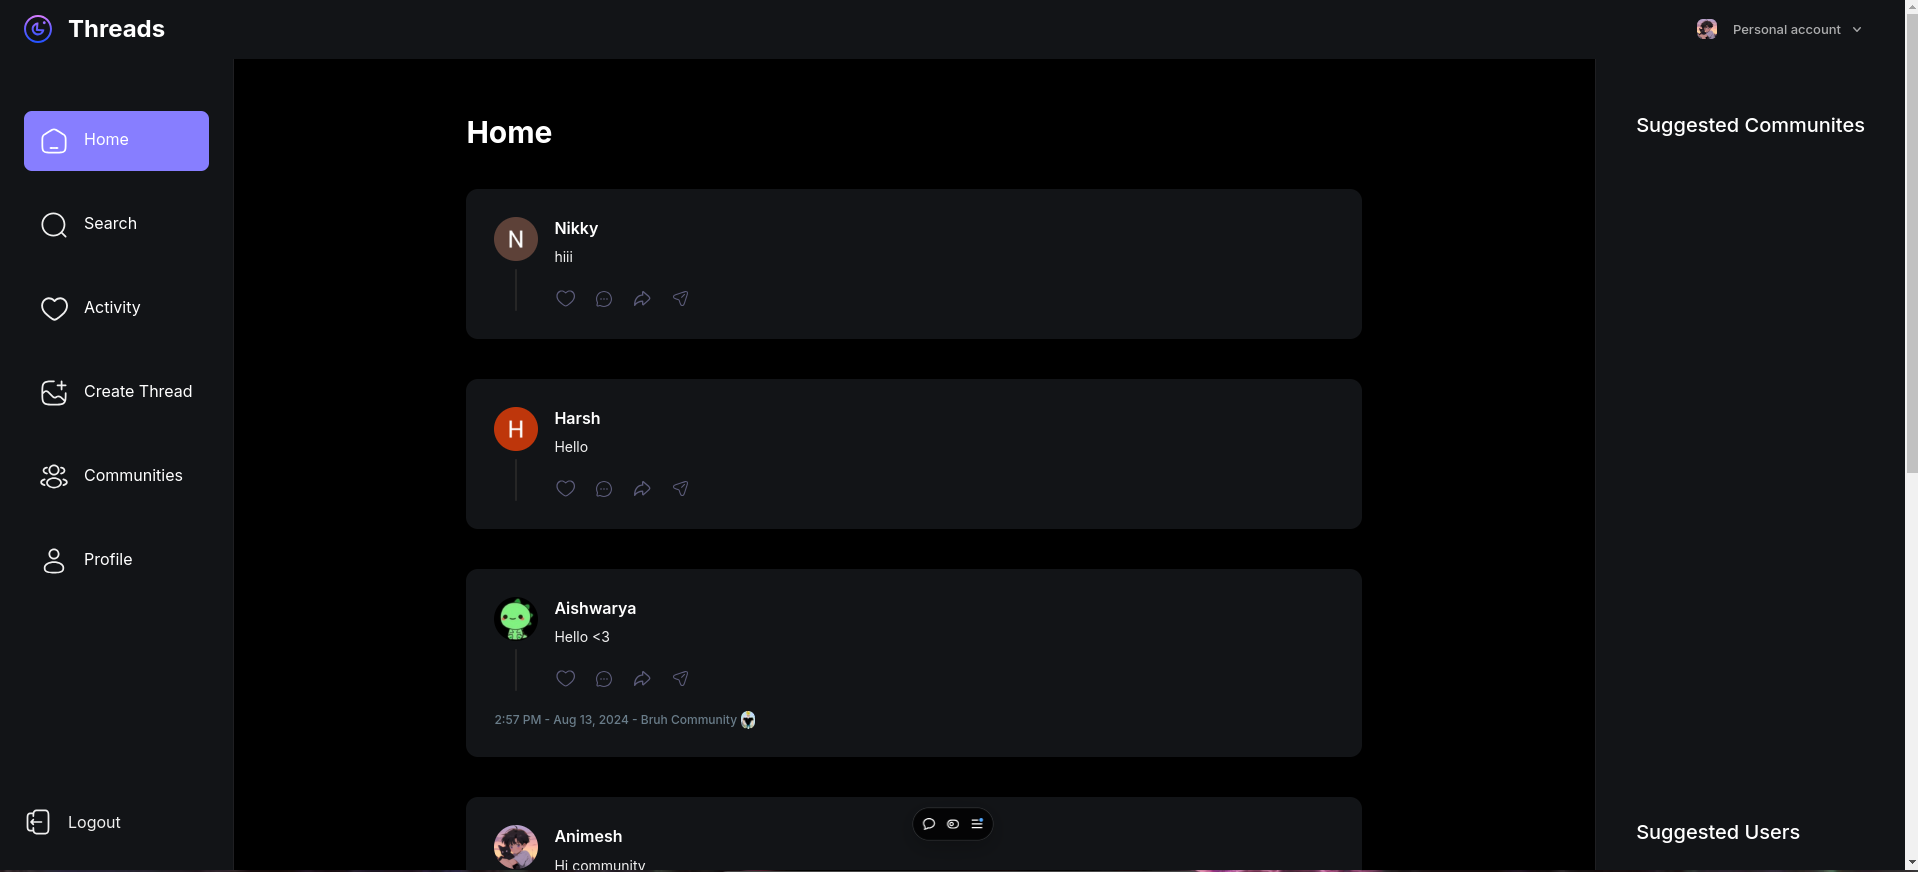 Threads
Personal account
Home
Search
Activity
Create Thread
Communities
Profile
Logout
Home
N
Nikky
hiii
H
Harsh
Hello
Aishwarya
Hello <3
2:57 PM - Aug 13, 2024 - Bruh Community
Animesh
Hi community
Suggested Communites
Suggested Users